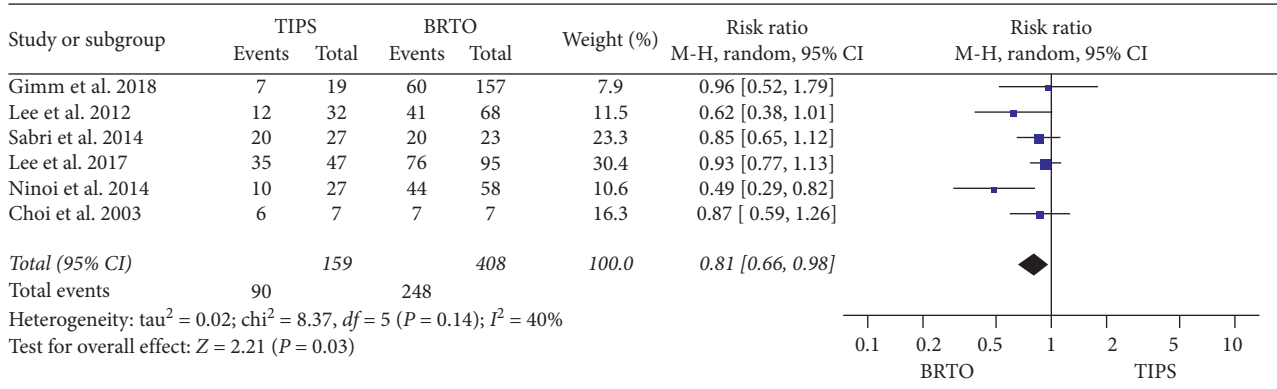 Study or subgroup TIPS BRTO Weight (%) Risk ratio Risk ratio
Events Total Events Total M-H, random, 95% CI M-H, random, 95% CI
Gimm et al. 2018 7 19 60 157 7.9 0.96 [0.52, 1.79]
Lee et al. 2012 12 32 41 68 11.5 0.62 [0.38, 1.01]
Sabri et al. 2014 20 27 20 23 23.3 0.85 [0.65, 1.12]
Lee et al. 2017 35 47 76 95 30.4 0.93 [0.77, 1.13]
Ninoi et al. 2014 10 27 44 58 10.6 0.49 [0.29, 0.82]
Choi et al. 2003 6 7 7 7 16.3 0.87 [ 0.59, 1.26]
Total (95% CI) 159 408 100.0 0.81 [0.66, 0.98]
Total events 90 248
Heterogeneity: tau² = 0.02; chi² = 8.37, df = 5 (P = 0.14); I² = 40%
Test for overall effect: Z = 2.21 (P = 0.03)
0.1 0.2 0.5 1 2 5 10
BRTO TIPS